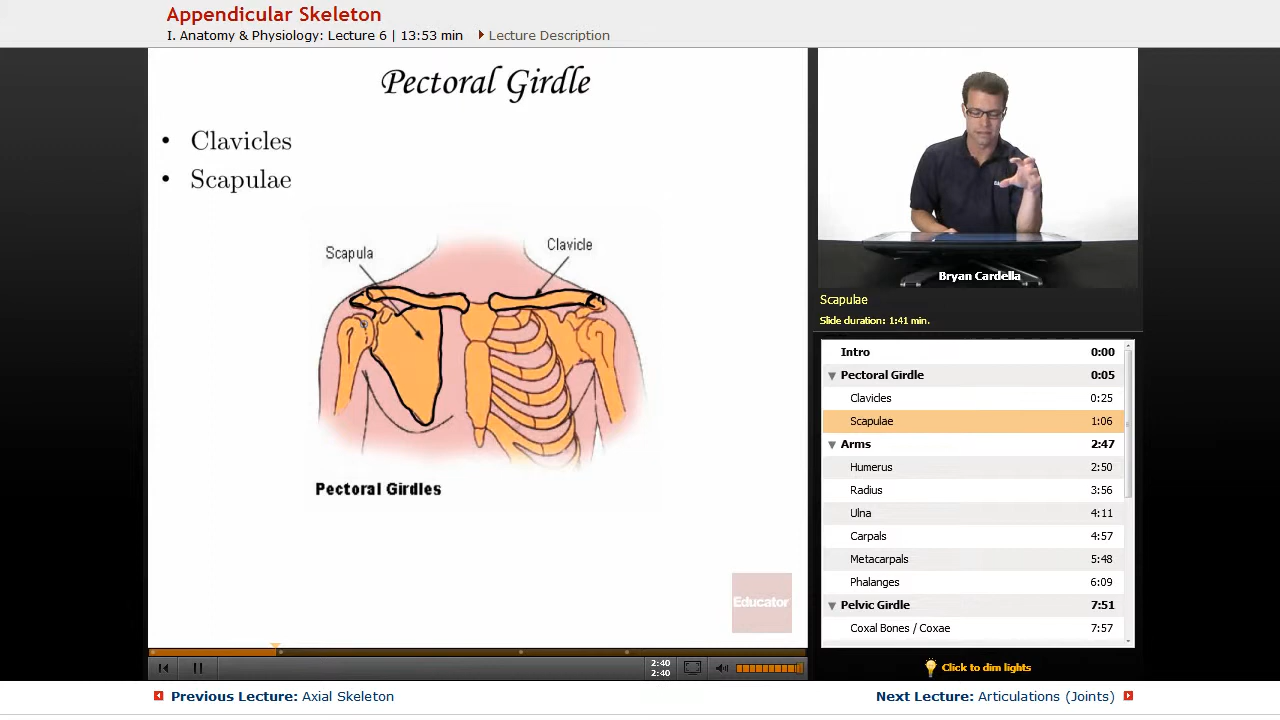 Appendicular Skeleton
I. Anatomy & Physiology: Lecture 6 | 13:53 min Lecture Description
Pectoral Girdle
• Clavicles
• Scapulae
Scapula
Clavicle
Pectoral Girdles
Educator
Bryan Cardella
Scapulae
Slide duration: 1:41 min.
Intro 0:00
Pectoral Girdle 0:05
Clavicles 0:25
Scapulae 1:06
Arms 2:47
Humerus 2:50
Radius 3:56
Ulna 4:11
Carpals 4:57
Metacarpals 5:48
Phalanges 6:09
Pelvic Girdle 7:51
Coxal Bones / Coxae 7:57
2:40
2:40
Click to dim lights
Previous Lecture: Axial Skeleton
Next Lecture: Articulations (Joints)